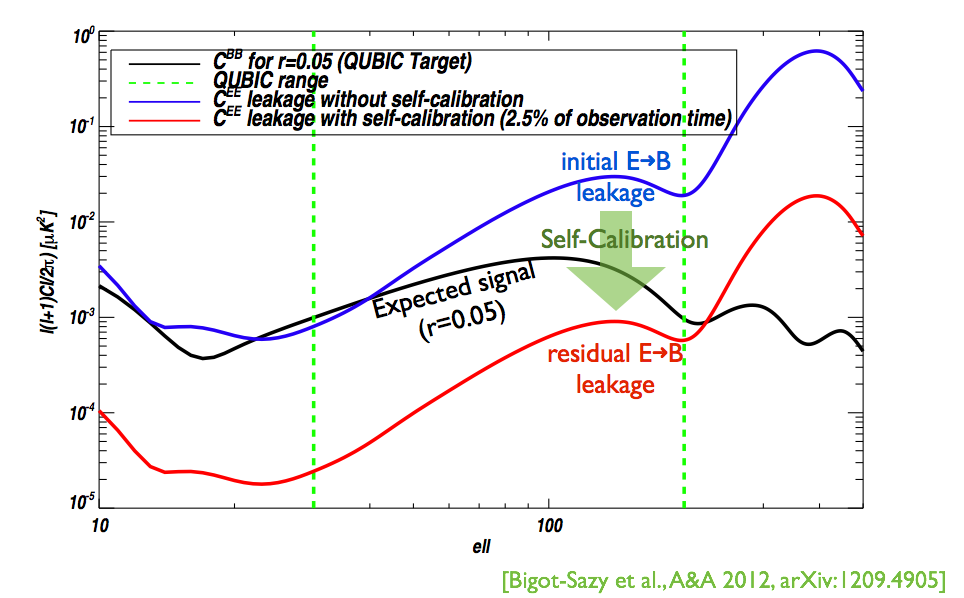 10^0
10^-1
10^-2
10^-3
10^-4
10^-5
l(l+1)Cl/2π) [μK²]
C^BB for r=0.05 (QUBIC Target)
QUBIC range
C^EE leakage without self-calibration
C^EE leakage with self-calibration (2.5% of observation time)
initial E→B
leakage
Self-Calibration
Expected signal
(r=0.05)
residual E→B
leakage
10
100
ell
[Bigot-Sazy et al., A&A 2012, arXiv:1209.4905]